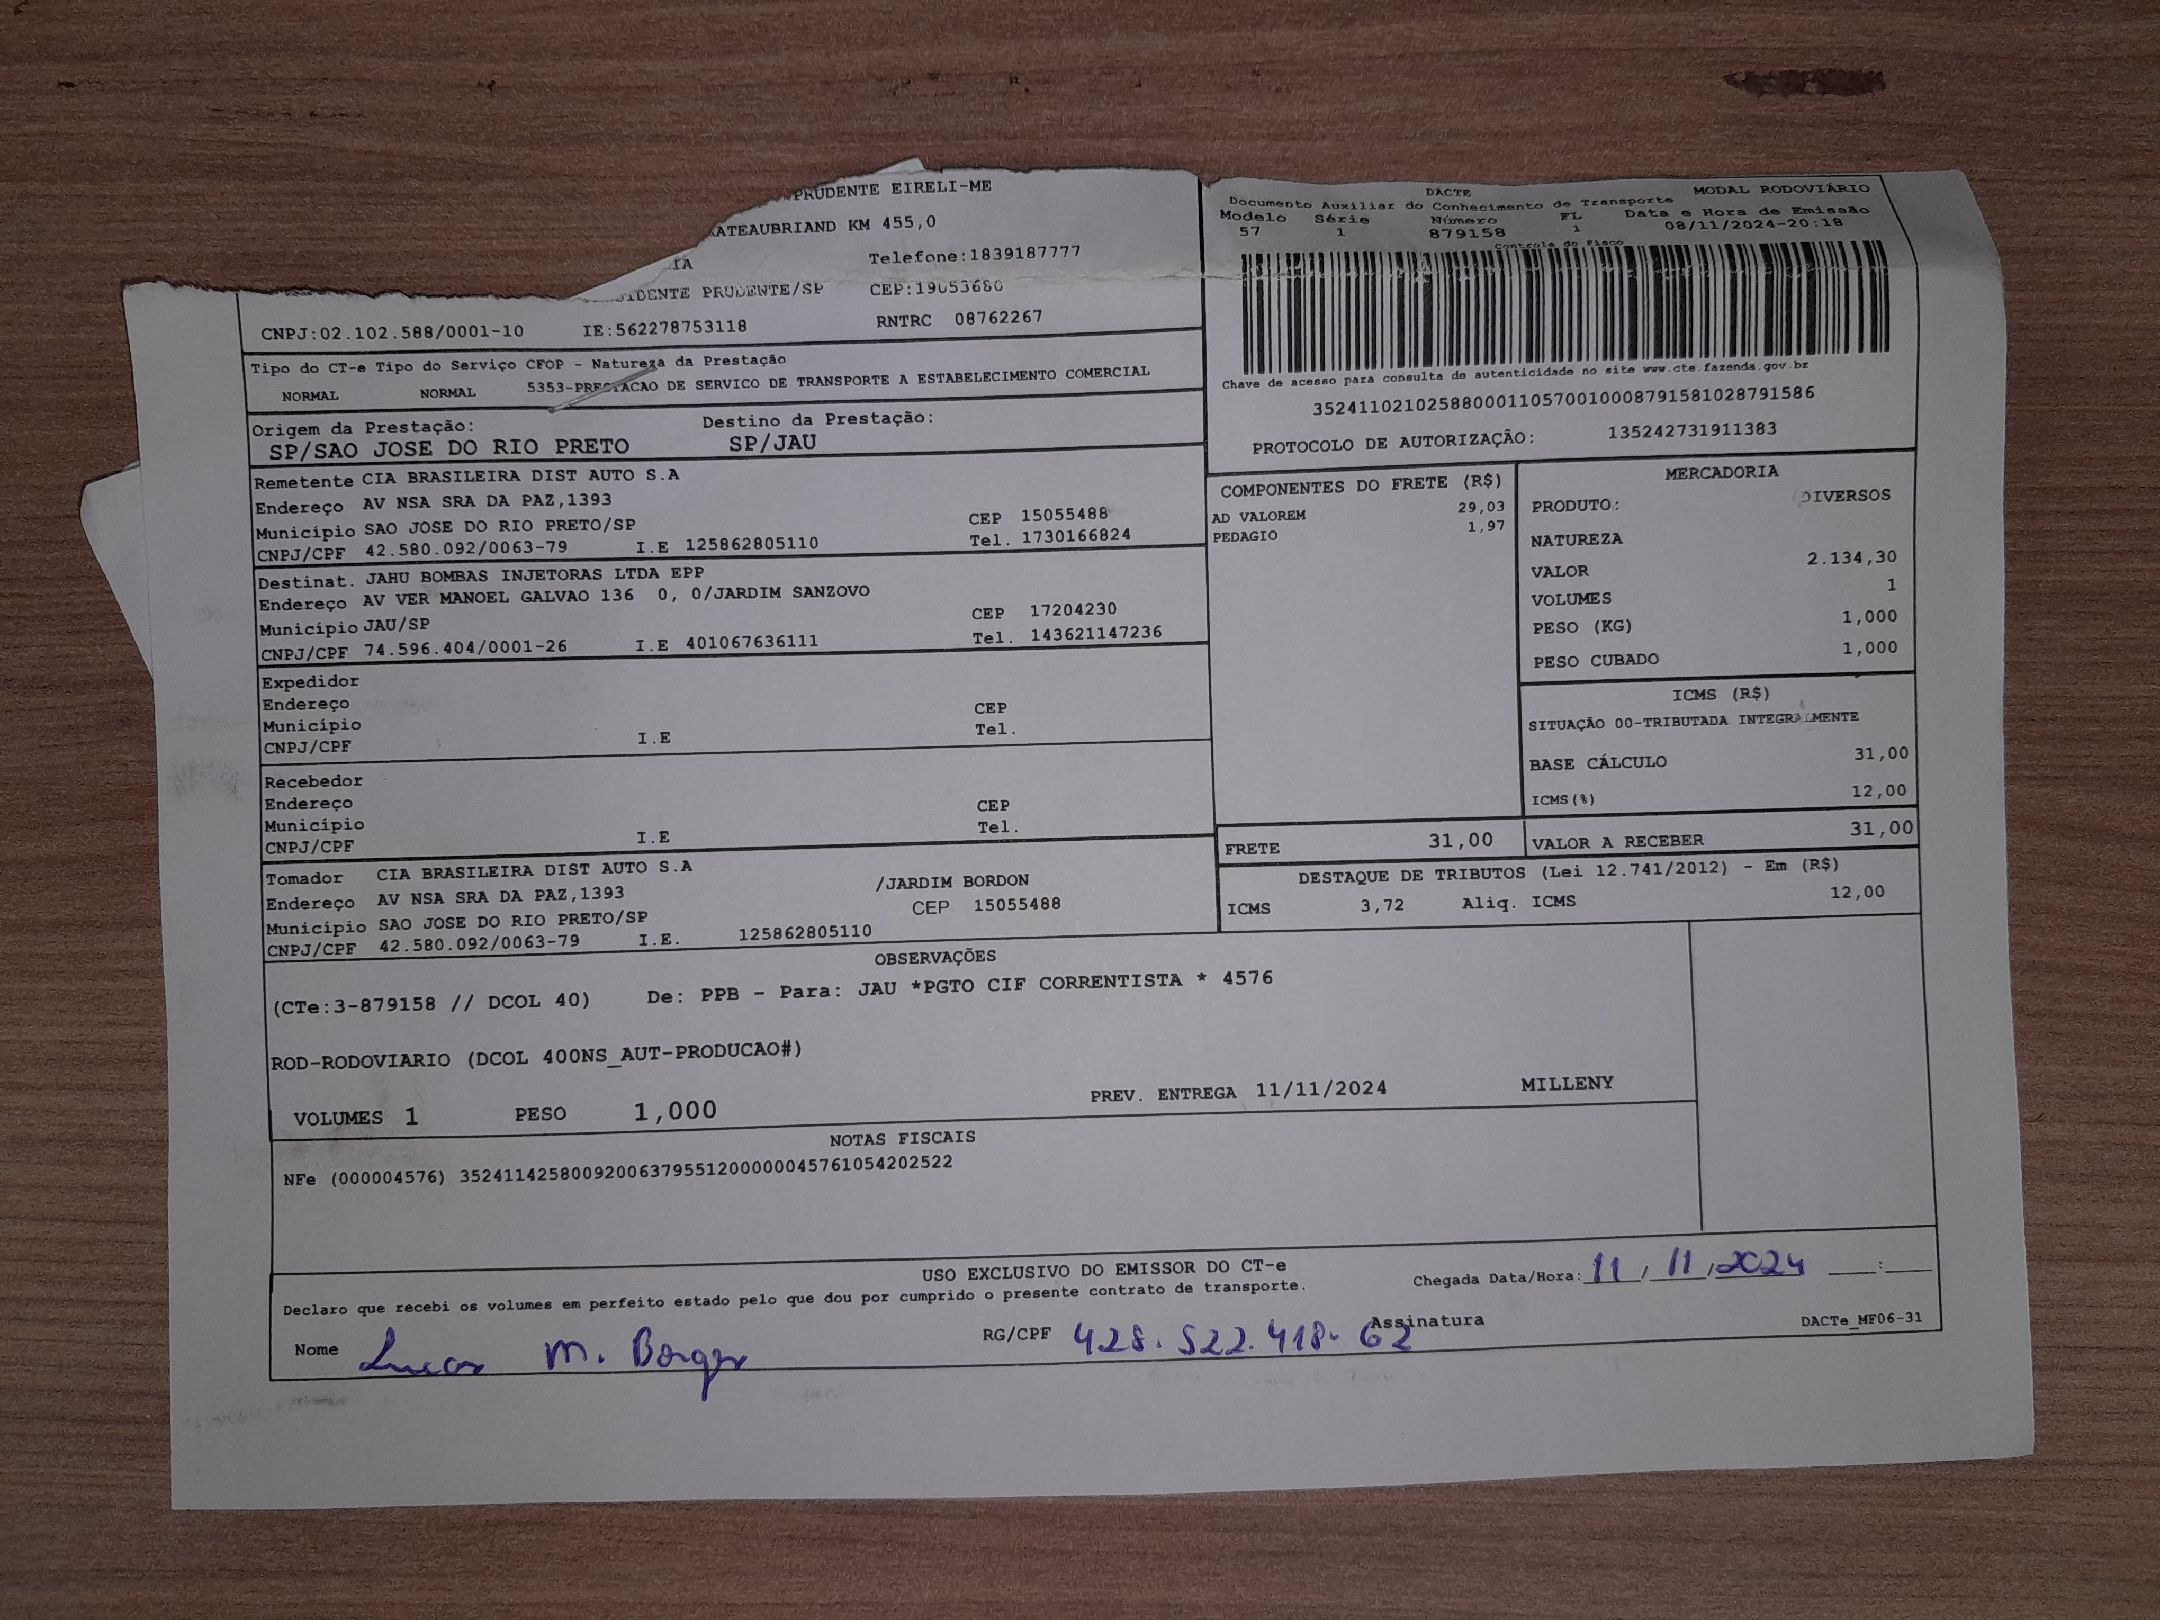 PRUDENTE EIRELI-ME
ATEAUBRIAND KM 455,0
IA Telefone:1839187777
IDENTE PRUDENTE/SP CEP:19053680
CNPJ:02.102.588/0001-10 IE:562278753118 RNTRC 08762267
DACTE MODAL RODOVIÁRIO
Documento Auxiliar do Conhecimento de Transporte
Modelo Série Número FL Data e Hora de Emissão
57 1 879158 1 08/11/2024-20:18
Controle do Fisco
Chave de acesso para consulta de autenticidade no site www.cte.fazenda.gov.br
35241102102588000110570010008791581028791586
PROTOCOLO DE AUTORIZAÇÃO: 135242731911383
Tipo do CT-e Tipo do Serviço CFOP - Natureza da Prestação
NORMAL NORMAL 5353-PRESTACAO DE SERVICO DE TRANSPORTE A ESTABELECIMENTO COMERCIAL
Origem da Prestação: Destino da Prestação:
SP/SAO JOSE DO RIO PRETO SP/JAU
Remetente CIA BRASILEIRA DIST AUTO S.A
Endereço AV NSA SRA DA PAZ,1393
Município SAO JOSE DO RIO PRETO/SP CEP 15055488
CNPJ/CPF 42.580.092/0063-79 I.E 125862805110 Tel. 1730166824
Destinat. JAHU BOMBAS INJETORAS LTDA EPP
Endereço AV VER MANOEL GALVAO 136 0, 0/JARDIM SANZOVO
Município JAU/SP CEP 17204230
CNPJ/CPF 74.596.404/0001-26 I.E 401067636111 Tel. 143621147236
Expedidor
Endereço
Município CEP
CNPJ/CPF I.E Tel.
Recebedor
Endereço
Município CEP
CNPJ/CPF I.E Tel.
Tomador CIA BRASILEIRA DIST AUTO S.A
Endereço AV NSA SRA DA PAZ,1393 /JARDIM BORDON
Município SAO JOSE DO RIO PRETO/SP CEP 15055488
CNPJ/CPF 42.580.092/0063-79 I.E. 125862805110
COMPONENTES DO FRETE (R$)
AD VALOREM 29,03
PEDAGIO 1,97
MERCADORIA
PRODUTO: DIVERSOS
NATUREZA
VALOR 2.134,30
VOLUMES 1
PESO (KG) 1,000
PESO CUBADO 1,000
ICMS (R$)
SITUAÇÃO 00-TRIBUTADA INTEGRALMENTE
BASE CÁLCULO 31,00
ICMS(%) 12,00
FRETE 31,00 VALOR A RECEBER 31,00
DESTAQUE DE TRIBUTOS (Lei 12.741/2012) - Em (R$)
ICMS 3,72 Aliq. ICMS 12,00
OBSERVAÇÕES
(CTe:3-879158 // DCOL 40) De: PPB - Para: JAU *PGTO CIF CORRENTISTA * 4576
ROD-RODOVIARIO (DCOL 400NS_AUT-PRODUCAO#)
VOLUMES 1 PESO 1,000 PREV. ENTREGA 11/11/2024 MILLENY
NOTAS FISCAIS
NFe (000004576) 35241142580092006379551200000045761054202522
USO EXCLUSIVO DO EMISSOR DO CT-e
Declaro que recebi os volumes em perfeito estado pelo que dou por cumprido o presente contrato de transporte.
Chegada Data/Hora: 11/11/2024 :
Nome Lucas M. Borges RG/CPF 428.522.418-62 Assinatura
DACTe_MF06-31